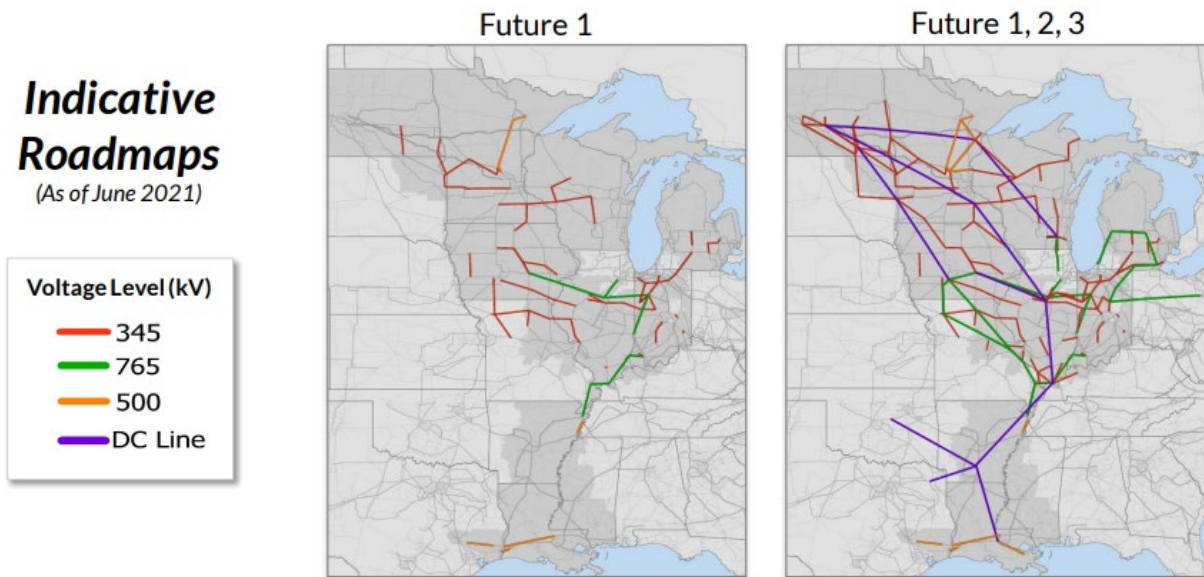 Indicative
Roadmaps
(As of June 2021)
Voltage Level (kV)
345
765
500
DC Line
Future 1
Future 1, 2, 3